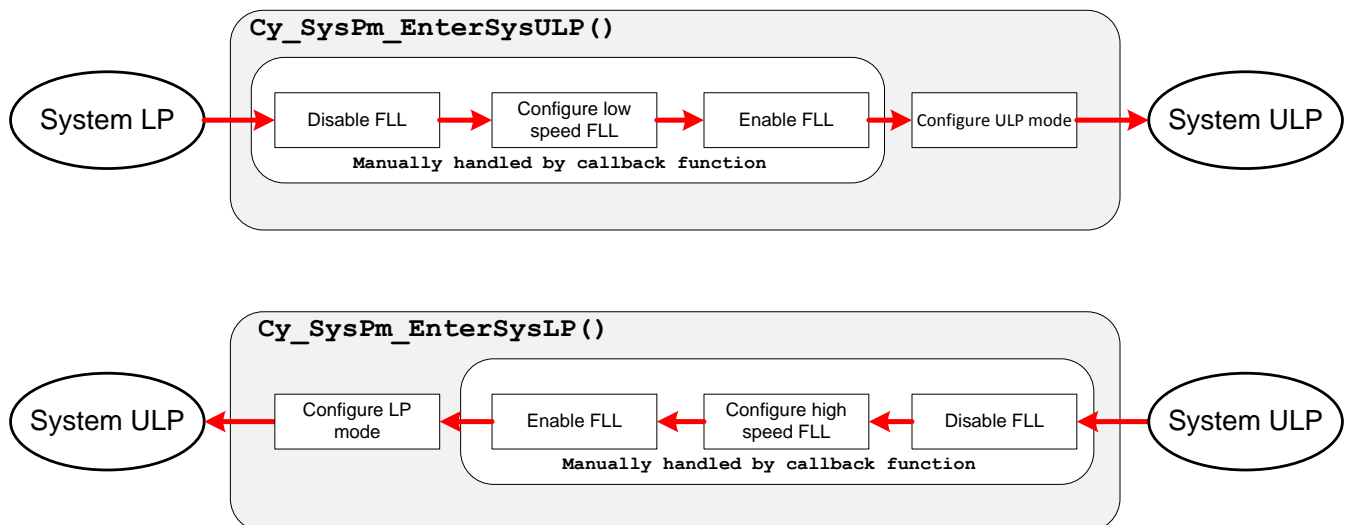 Cy_SysPm_EnterSysULP()
System LP
Disable FLL
Configure low
speed FLL
Enable FLL
Configure ULP mode
System ULP
Manually handled by callback function
Cy_SysPm_EnterSysLP()
System ULP
Configure LP
mode
Enable FLL
Configure high
speed FLL
Disable FLL
System ULP
Manually handled by callback function